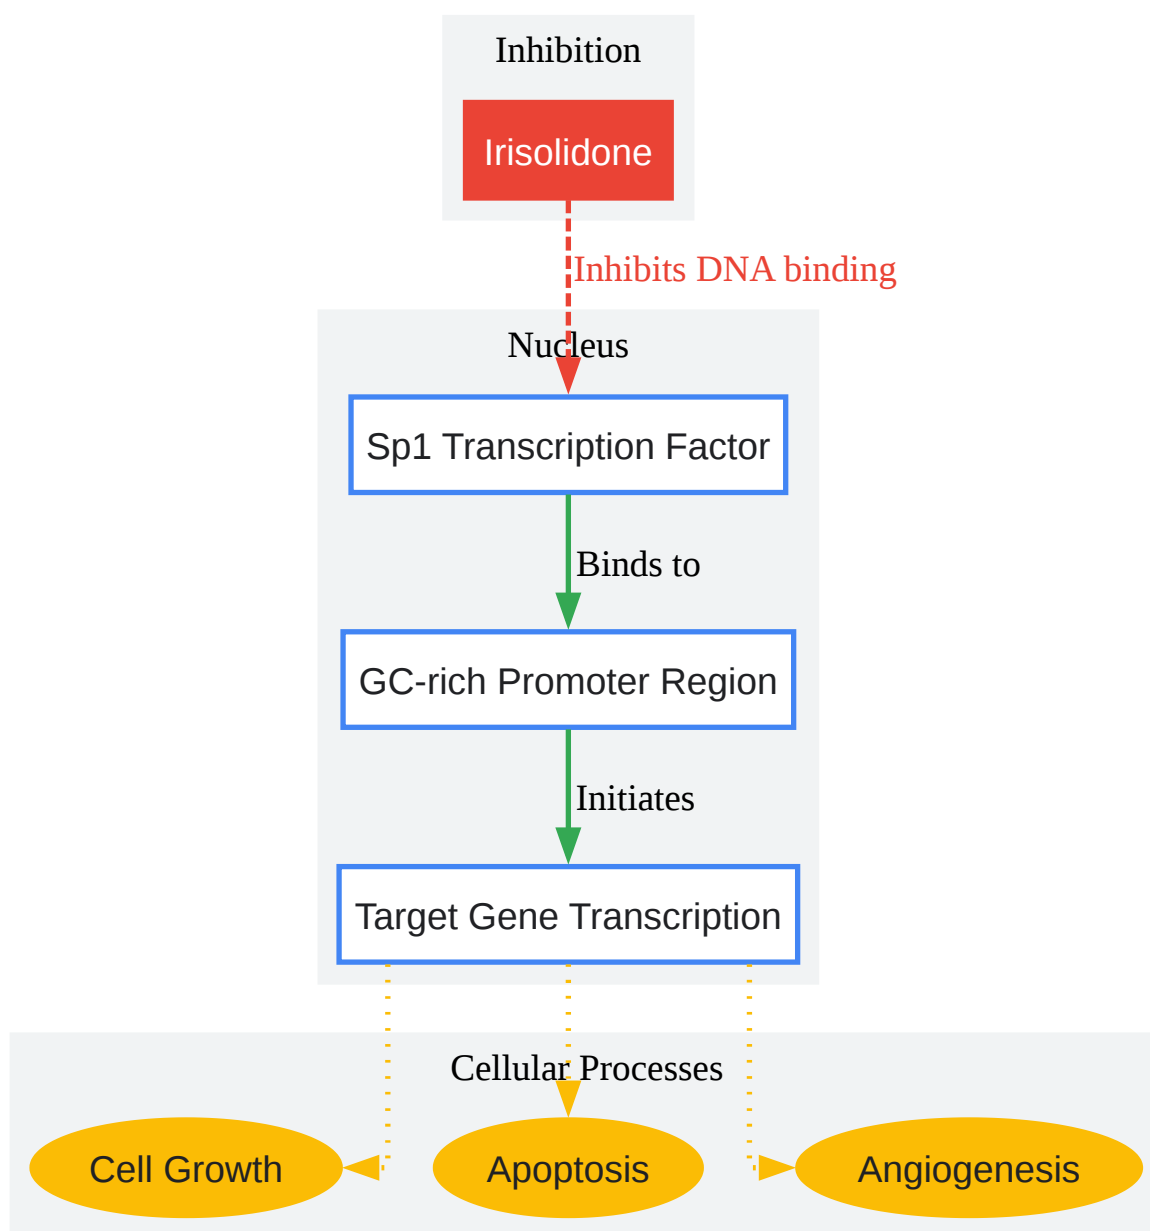 Inhibition
Irisolidone
Inhibits DNA binding
Nucleus
Sp1 Transcription Factor
Binds to
GC-rich Promoter Region
Initiates
Target Gene Transcription
Cellular Processes
Cell Growth
Apoptosis
Angiogenesis